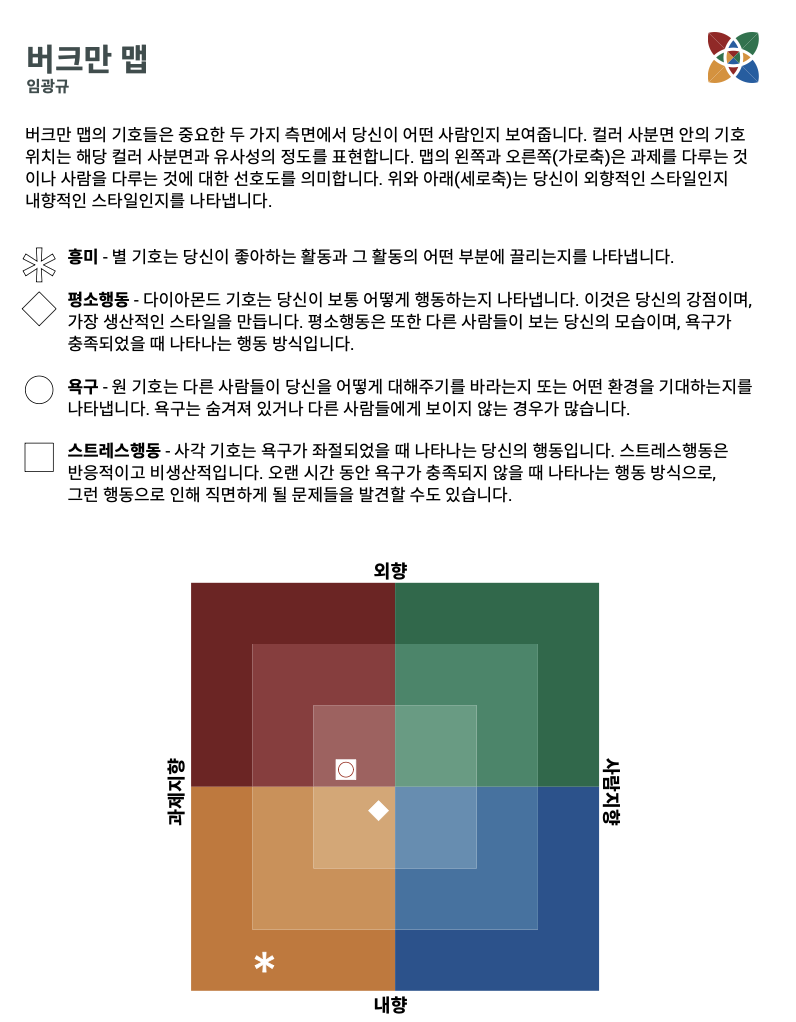 버크만 맵
임광규
버크만 맵의 기호들은 중요한 두 가지 측면에서 당신이 어떤 사람인지 보여줍니다. 컬러 사분면 안의 기호
위치는 해당 컬러 사분면과 유사성의 정도를 표현합니다. 맵의 왼쪽과 오른쪽(가로축)은 과제를 다루는 것
이나 사람을 다루는 것에 대한 선호도를 의미합니다. 위와 아래(세로축)는 당신이 외향적인 스타일인지
내향적인 스타일인지를 나타냅니다.
흥미 - 별 기호는 당신이 좋아하는 활동과 그 활동의 어떤 부분에 끌리는지를 나타냅니다.
평소행동 - 다이아몬드 기호는 당신이 보통 어떻게 행동하는지 나타냅니다. 이것은 당신의 강점이며,
가장 생산적인 스타일을 만듭니다. 평소행동은 또한 다른 사람들이 보는 당신의 모습이며, 욕구가
충족되었을 때 나타나는 행동 방식입니다.
욕구 - 원 기호는 다른 사람들이 당신을 어떻게 대해주기를 바라는지 또는 어떤 환경을 기대하는지를
나타냅니다. 욕구는 숨겨져 있거나 다른 사람들에게 보이지 않는 경우가 많습니다.
스트레스행동 - 사각 기호는 욕구가 좌절되었을 때 나타나는 당신의 행동입니다. 스트레스행동은
반응적이고 비생산적입니다. 오랜 시간 동안 욕구가 충족되지 않을 때 나타나는 행동 방식으로,
그런 행동으로 인해 직면하게 될 문제들을 발견할 수도 있습니다.
외향
과제지향
사람지향
내향